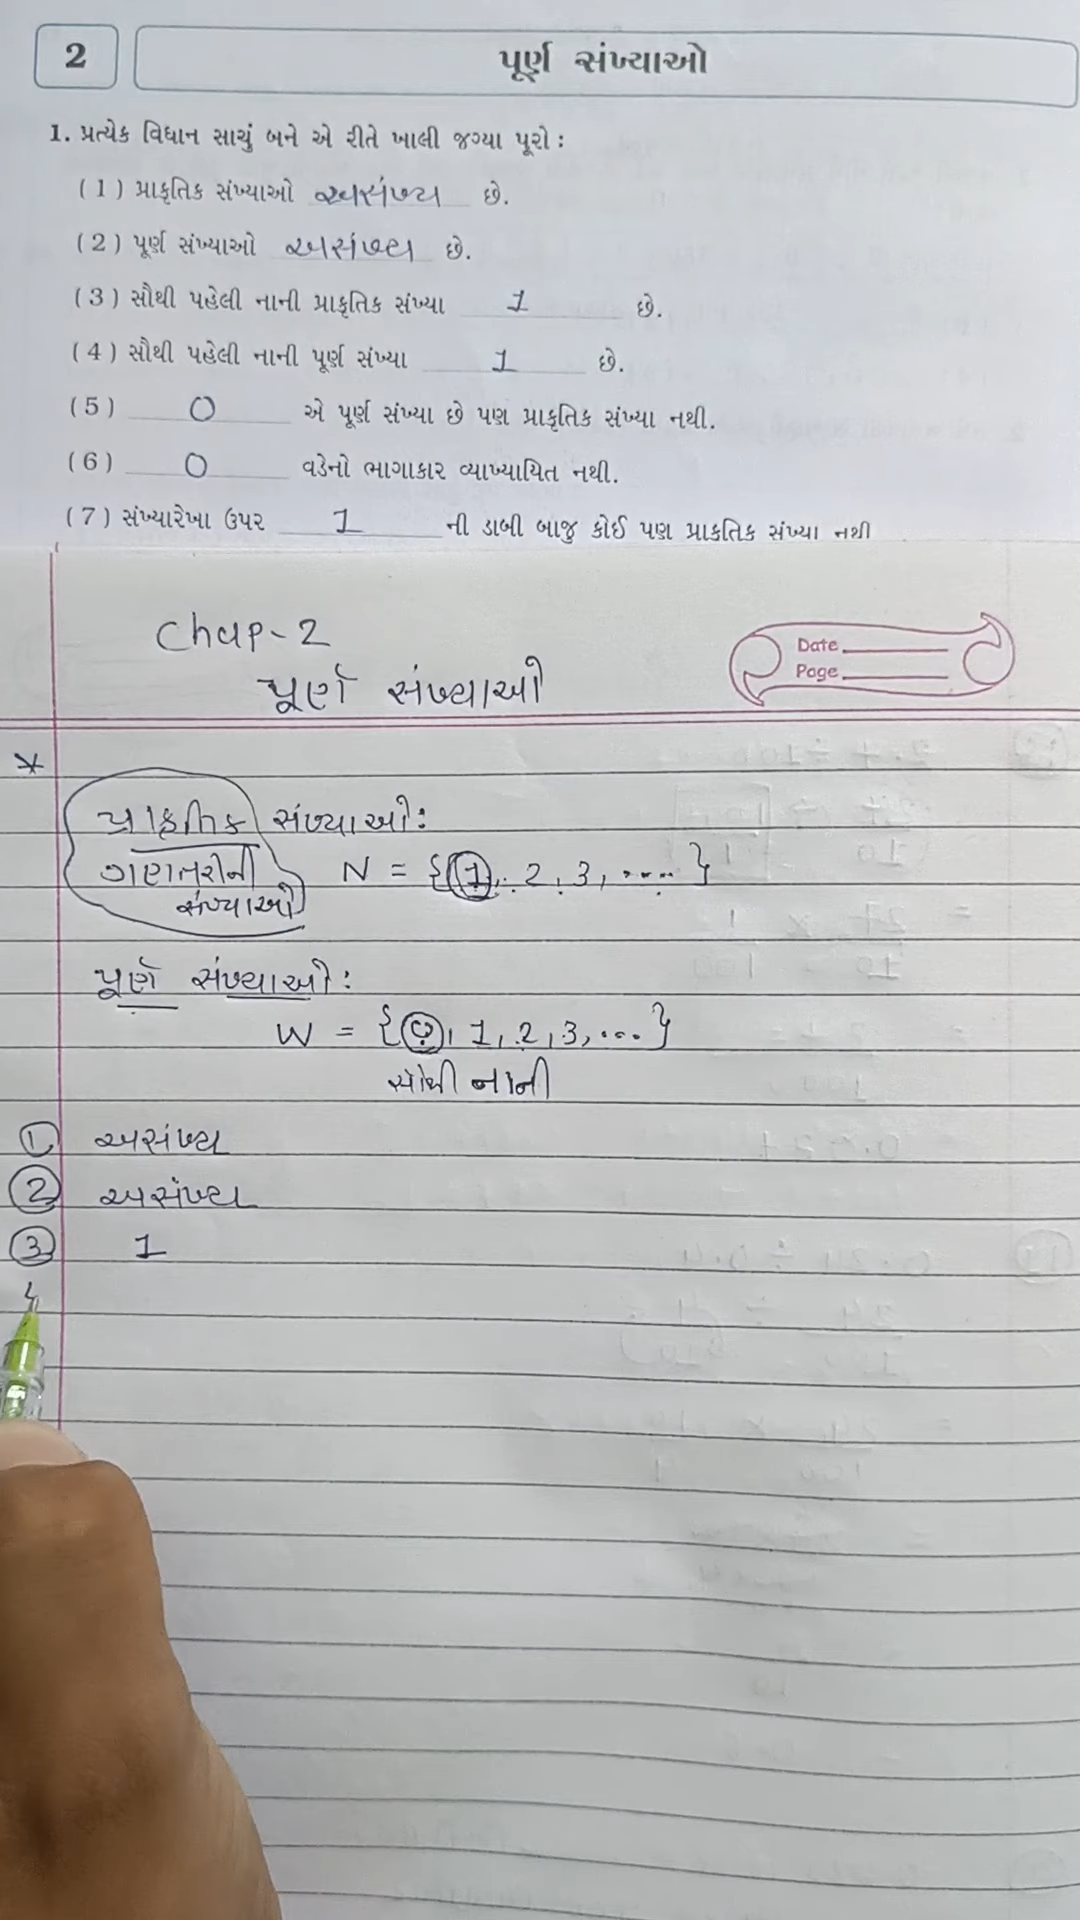 2
પૂર્ણ સંખ્યાઓ
1. પ્રત્યેક વિધાન સાચું બને એ રીતે ખાલી જગ્યા પૂરો :
(1) પ્રાકૃતિક સંખ્યાઓ અસંખ્ય છે.
(2) પૂર્ણ સંખ્યાઓ અસંખ્ય છે.
(3) સૌથી પહેલી નાની પ્રાકૃતિક સંખ્યા 1 છે.
(4) સૌથી પહેલી નાની પૂર્ણ સંખ્યા 1 છે.
(5) 0 એ પૂર્ણ સંખ્યા છે પણ પ્રાકૃતિક સંખ્યા નથી.
(6) 0 વડેનો ભાગાકાર વ્યાખ્યાયિત નથી.
(7) સંખ્યારેખા ઉપર 1 ની ડાબી બાજુ કોઈ પણ પ્રાકૃતિક સંખ્યા નથી
Chap-2
પૂર્ણ સંખ્યાઓ
Date
Page
*
પ્રાકૃતિક સંખ્યાઓ:
ગણતરીની સંખ્યાઓ N = {1, 2, 3, ....}
પૂર્ણ સંખ્યાઓ:
W = {0, 1, 2, 3, ...}
સૌથી નાની
1 અસંખ્ય
2 અસંખ્ય
3 1